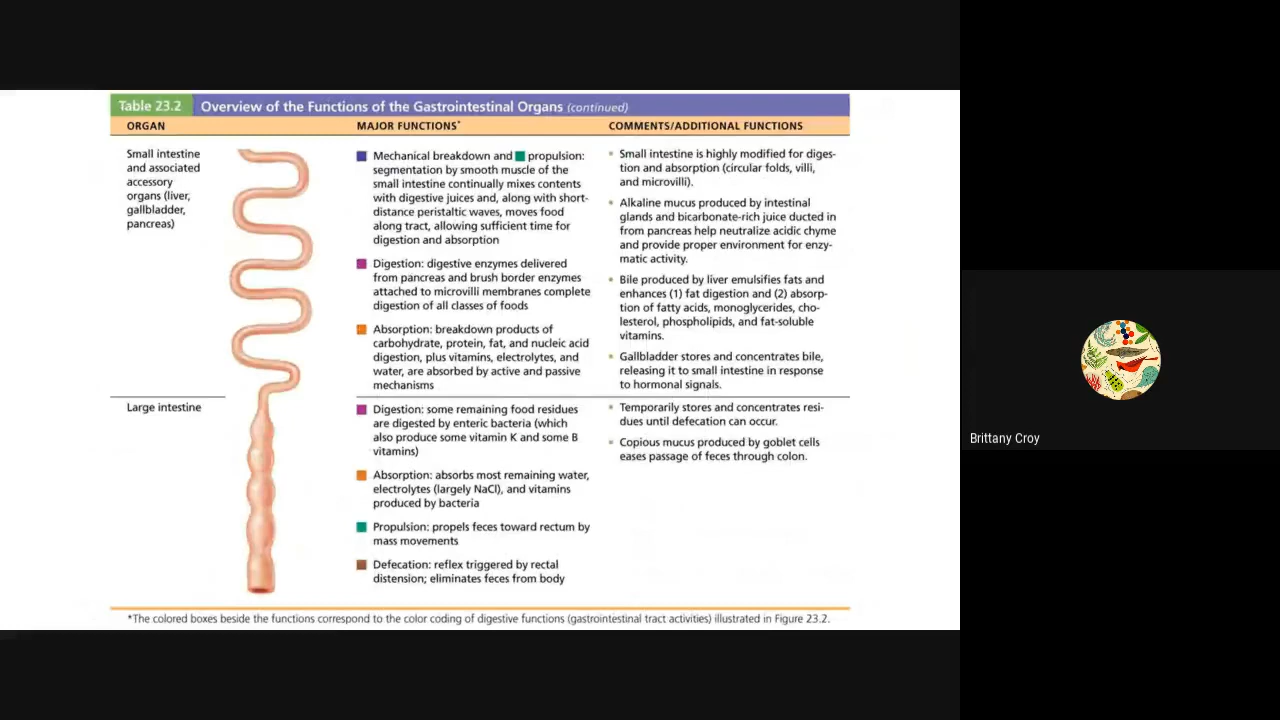 Table 23.2 Overview of the Functions of the Gastrointestinal Organs (continued)
ORGAN
MAJOR FUNCTIONS*
COMMENTS/ADDITIONAL FUNCTIONS
Small intestine
and associated
accessory
organs (liver,
gallbladder,
pancreas)
Mechanical breakdown and propulsion:
segmentation by smooth muscle of the
small intestine continually mixes contents
with digestive juices and, along with short-
distance peristaltic waves, moves food
along tract, allowing sufficient time for
digestion and absorption
Digestion: digestive enzymes delivered
from pancreas and brush border enzymes
attached to microvilli membranes complete
digestion of all classes of foods
Absorption: breakdown products of
carbohydrate, protein, fat, and nucleic acid
digestion, plus vitamins, electrolytes, and
water, are absorbed by active and passive
mechanisms
• Small intestine is highly modified for diges-
tion and absorption (circular folds, villi,
and microvilli).
• Alkaline mucus produced by intestinal
glands and bicarbonate-rich juice ducted in
from pancreas help neutralize acidic chyme
and provide proper environment for enzy-
matic activity.
• Bile produced by liver emulsifies fats and
enhances (1) fat digestion and (2) absorp-
tion of fatty acids, monoglycerides, cho-
lesterol, phospholipids, and fat-soluble
vitamins.
• Gallbladder stores and concentrates bile,
releasing it to small intestine in response
to hormonal signals.
Large intestine
Digestion: some remaining food residues
are digested by enteric bacteria (which
also produce some vitamin K and some B
vitamins)
Absorption: absorbs most remaining water,
electrolytes (largely NaCl), and vitamins
produced by bacteria
Propulsion: propels feces toward rectum by
mass movements
Defecation: reflex triggered by rectal
distension; eliminates feces from body
• Temporarily stores and concentrates resi-
dues until defecation can occur.
• Copious mucus produced by goblet cells
eases passage of feces through colon.
*The colored boxes beside the functions correspond to the color coding of digestive functions (gastrointestinal tract activities) illustrated in Figure 23.2.
Brittany Croy